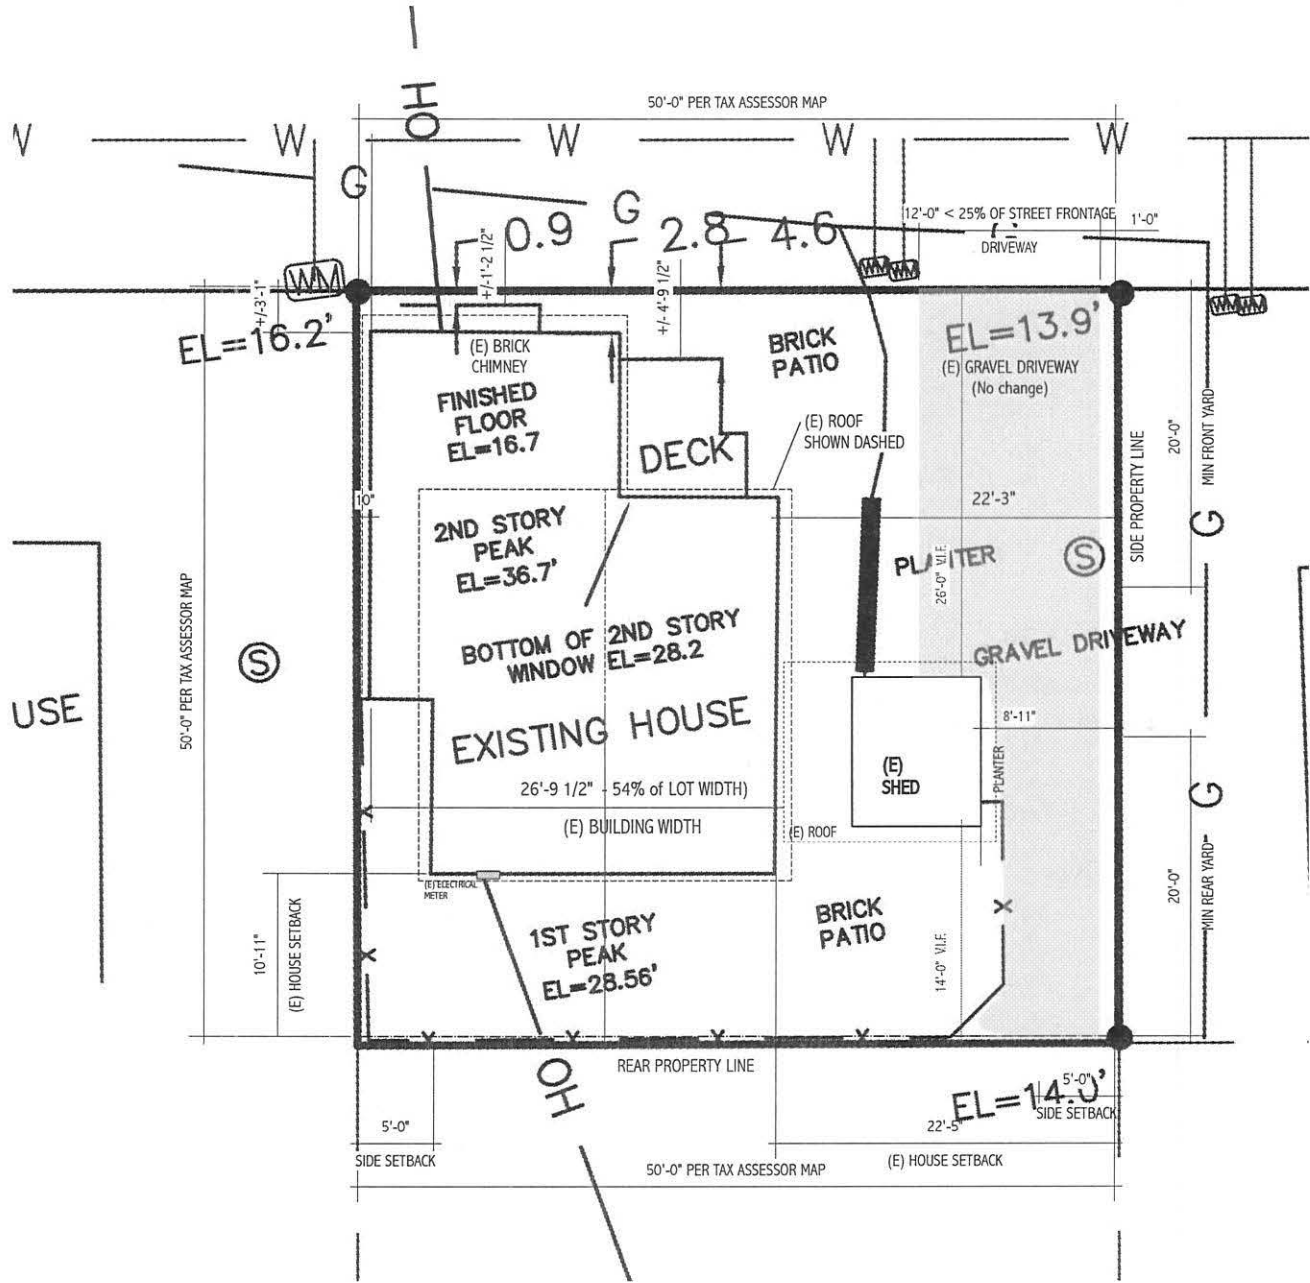 OH
50'-0" PER TAX ASSESSOR MAP
W
W
W
W
W
G
G
0.9
2.8
4.6
12'-0" < 25% OF STREET FRONTAGE
1'-0"
DRIVEWAY
WM
WM
WM
WM
WM
+/-3'-1"
+/-1'-2 1/2"
+/- 4'-9 1/2"
EL=16.2'
EL=13.9'
(E) BRICK
CHIMNEY
BRICK
PATIO
(E) GRAVEL DRIVEWAY
(No change)
FINISHED
FLOOR
EL=16.7
DECK
(E) ROOF
SHOWN DASHED
20'-0"
MIN FRONT YARD
SIDE PROPERTY LINE
10"
22'-3"
G
2ND STORY
PEAK
EL=36.7'
PLANTER
26'-0" V.I.F.
S
50'-0" PER TAX ASSESSOR MAP
S
BOTTOM OF 2ND STORY
WINDOW EL=28.2
GRAVEL DRIVEWAY
USE
EXISTING HOUSE
8'-11"
(E)
SHED
PLANTER
26'-9 1/2" - 54% of LOT WIDTH)
(E) BUILDING WIDTH
(E) ROOF
G
20'-0"
MIN REAR YARD
(E) ELECTRICAL
METER
10'-11"
(E) HOUSE SETBACK
1ST STORY
PEAK
EL=28.56'
BRICK
PATIO
14'-0" V.I.F.
REAR PROPERTY LINE
OH
EL=14.0'
5'-0"
SIDE SETBACK
5'-0"
SIDE SETBACK
22'-5"
(E) HOUSE SETBACK
50'-0" PER TAX ASSESSOR MAP